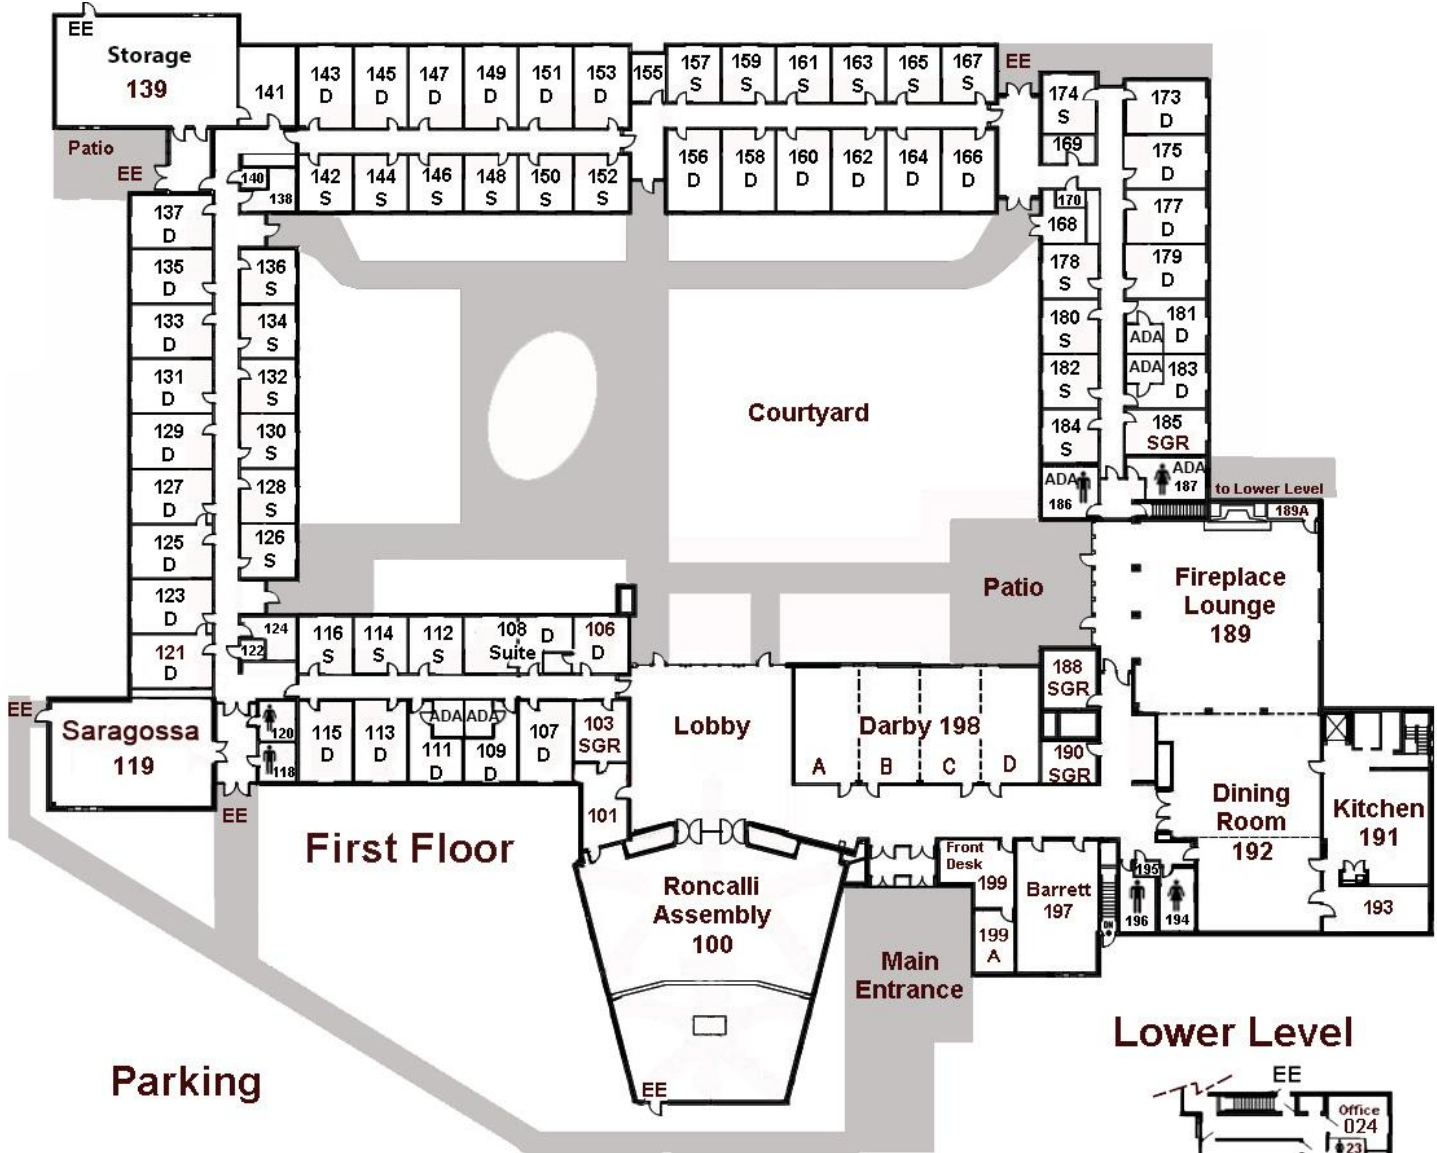 EE
Storage
139
141
143
D
145
D
147
D
149
D
151
D
153
D
155
157
S
159
S
161
S
163
S
165
S
167
S
EE
174
S
173
D
Patio
EE
140
138
142
S
144
S
146
S
148
S
150
S
152
S
156
D
158
D
160
D
162
D
164
D
166
D
169
170
168
175
D
177
D
137
D
135
D
133
D
131
D
129
D
127
D
125
D
123
D
121
D
136
S
134
S
132
S
130
S
128
S
126
S
Courtyard
178
S
180
S
182
S
184
S
ADA
186
179
D
181
ADA D
ADA 183
D
185
SGR
ADA
187
to Lower Level
189A
Patio
Fireplace
Lounge
189
124
122
116
S
114
S
112
S
108 D
Suite
106
D
188
SGR
190
SGR
EE
Saragossa
119
EE
120
118
115
D
113
D
ADA ADA
111
D
109
D
107
D
103
SGR
101
Lobby
Darby 198
A B C D
Dining
Room
192
Kitchen
191
193
First Floor
Roncalli
Assembly
100
EE
Front
Desk
199
199
A
Barrett
197
DN
195
196
194
Main
Entrance
Parking
Lower Level
EE
Office
024
23